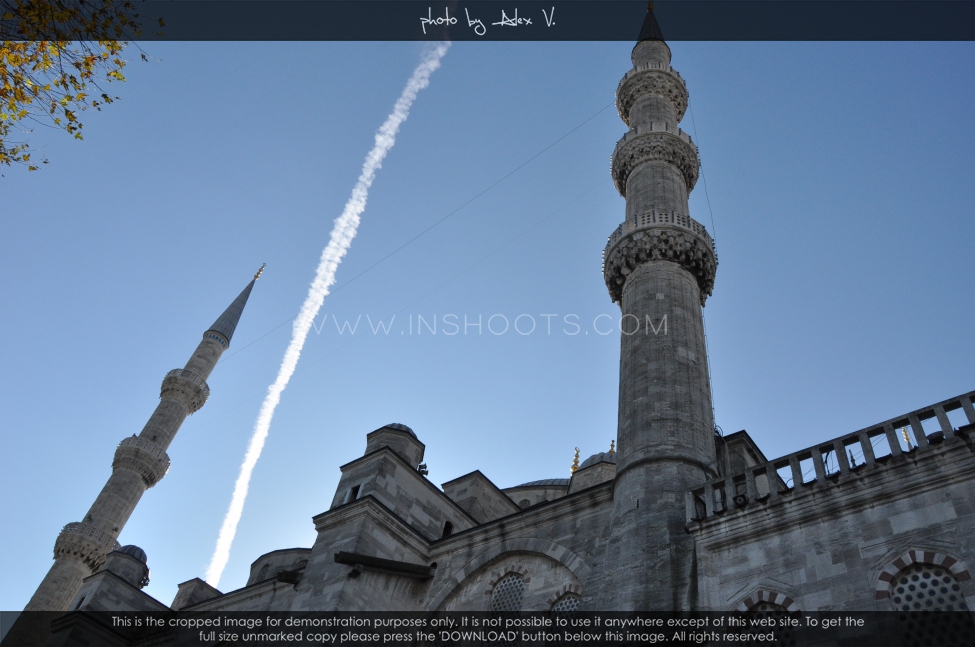 photo by Alex V.
WWW.INSHOOTS.COM
This is the cropped image for demonstration purposes only. It is not possible to use it anywhere except of this web site. To get the
full size unmarked copy please press the 'DOWNLOAD' button below this image. All rights reserved.